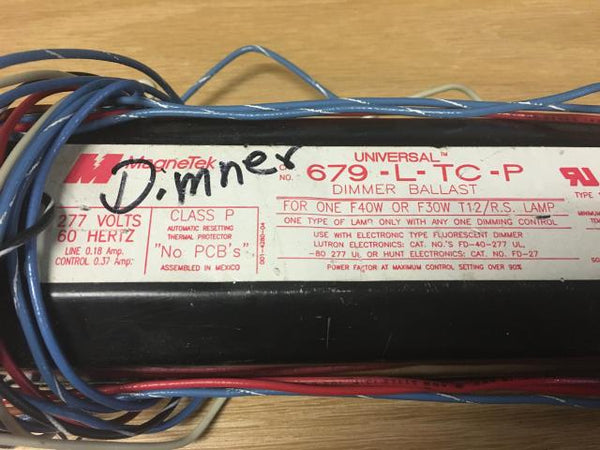 MagneTek
Dimner
UNIVERSAL™
NO. 679-L-TC-P
DIMMER BALLAST
FOR ONE F40W OR F30W T12/R.S. LAMP
ONE TYPE OF LAMP ONLY WITH ANY ONE DIMMING CONTROL
USE WITH ELECTRONIC TYPE FLUORESCENT DIMMER
LUTRON ELECTRONICS: CAT. NO.'S FD-40-277 UL,
-80 277 UL OR HUNT ELECTRONICS: CAT. NO. FD-27
POWER FACTOR AT MAXIMUM CONTROL SETTING OVER 90%
277 VOLTS
60 HERTZ
LINE 0.18 Amp.
CONTROL 0.37 Amp.
CLASS P
AUTOMATIC RESETTING
THERMAL PROTECTOR
"No PCB's"
ASSEMBLED IN MEXICO
TYPE